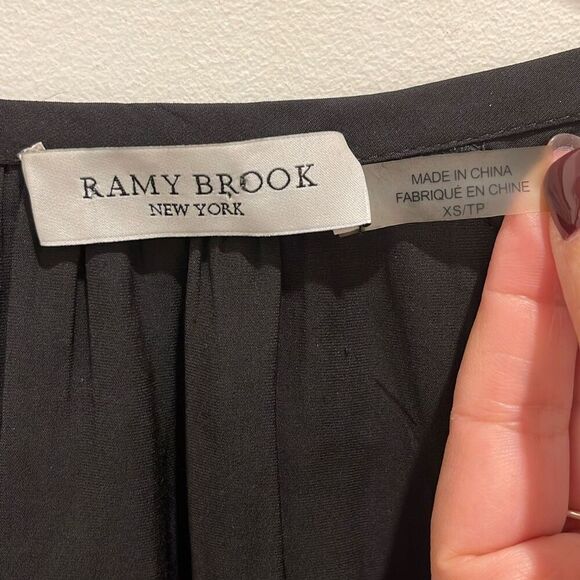 RAMY BROOK
NEW YORK
MADE IN CHINA
FABRIQUÉ EN CHINE
XS/TP